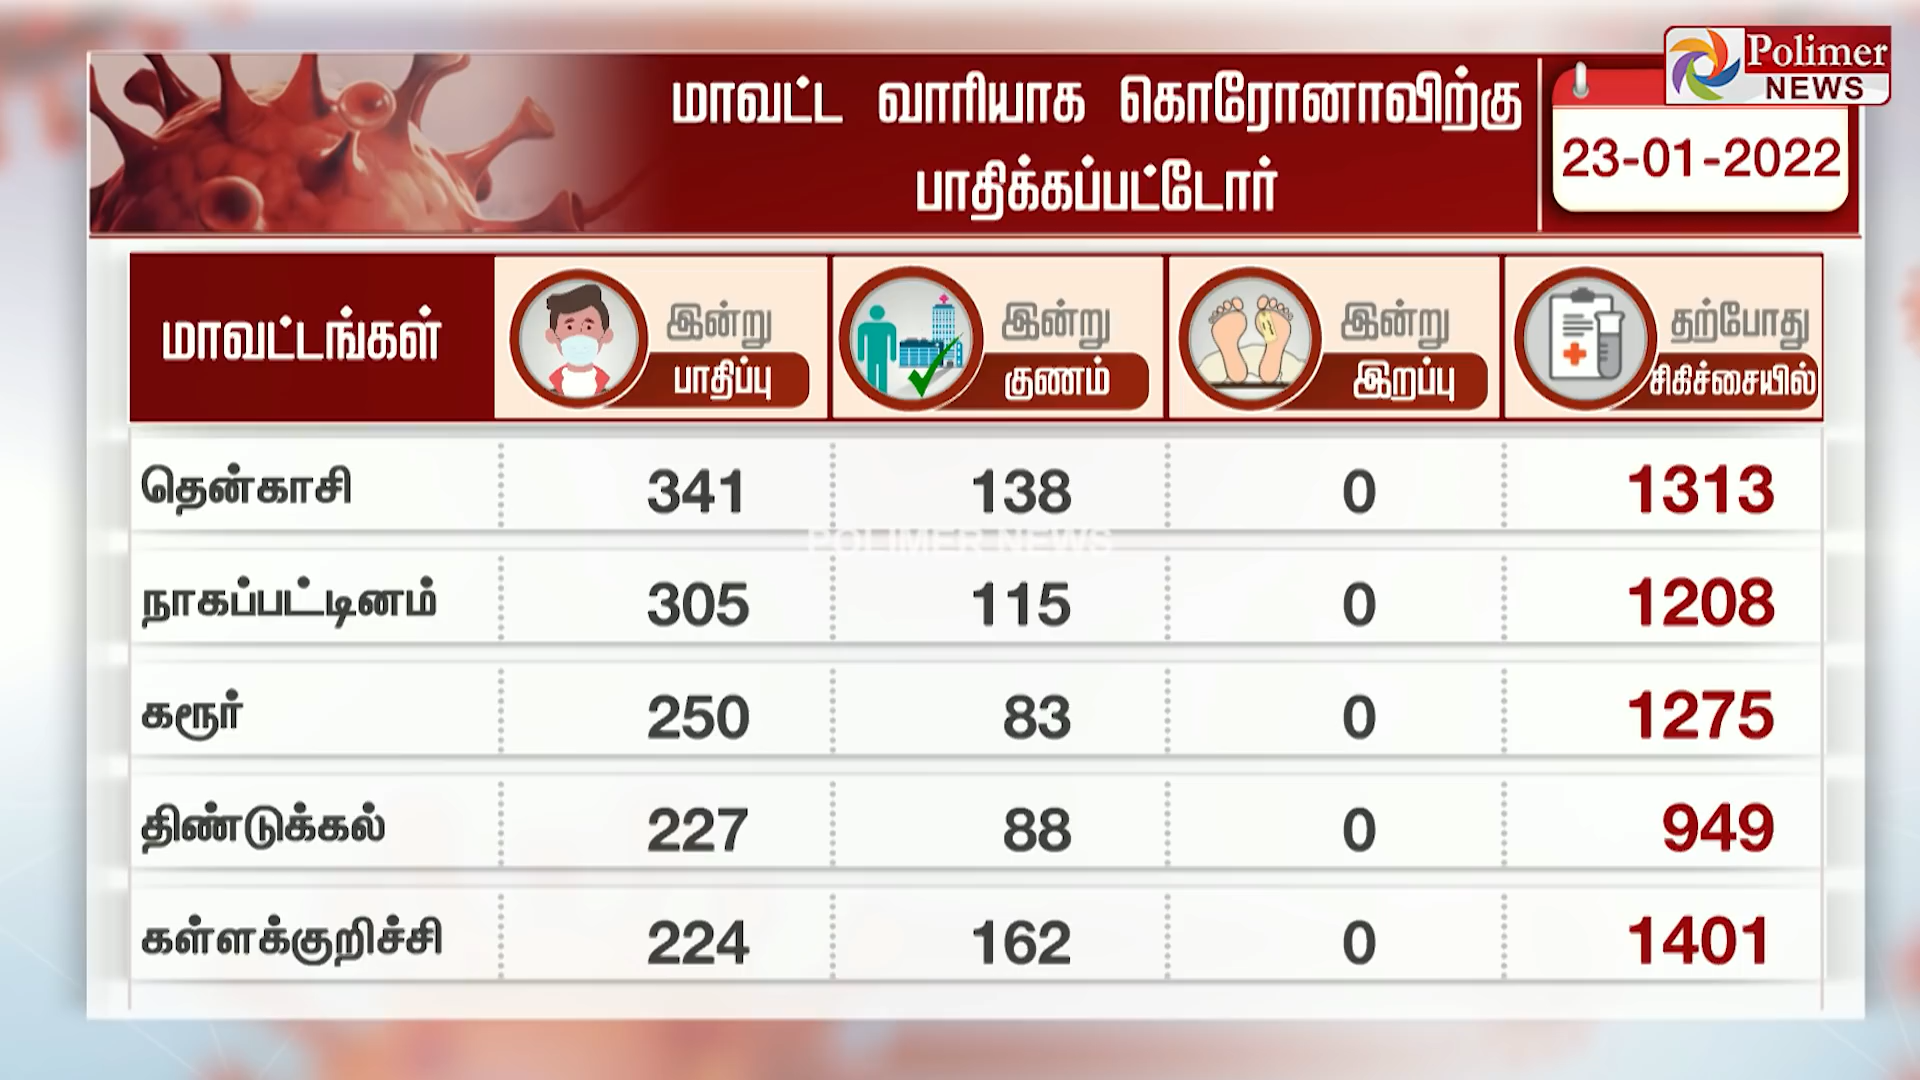 Polimer
NEWS
மாவட்ட வாரியாக கொரோனாவிற்கு
பாதிக்கப்பட்டோர்
23-01-2022
மாவட்டங்கள் இன்று பாதிப்பு இன்று குணம் இன்று இறப்பு தற்போது சிகிச்சையில்
தென்காசி 341 138 0 1313
POLIMER NEWS
நாகப்பட்டினம் 305 115 0 1208
கரூர் 250 83 0 1275
திண்டுக்கல் 227 88 0 949
கள்ளக்குறிச்சி 224 162 0 1401